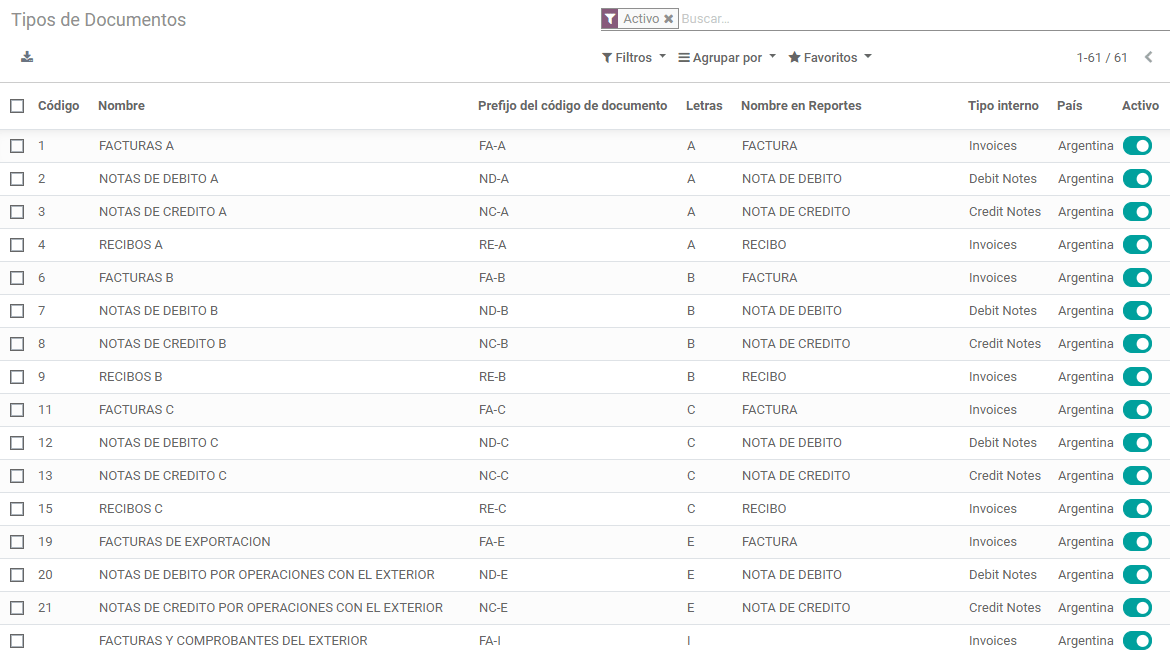 Tipos de Documentos
Activo ✖ Buscar...
Filtros Agrupar por Favoritos 1-61 / 61
Código Nombre Prefijo del código de documento Letras Nombre en Reportes Tipo interno País Activo
1 FACTURAS A FA-A A FACTURA Invoices Argentina
2 NOTAS DE DEBITO A ND-A A NOTA DE DEBITO Debit Notes Argentina
3 NOTAS DE CREDITO A NC-A A NOTA DE CREDITO Credit Notes Argentina
4 RECIBOS A RE-A A RECIBO Invoices Argentina
6 FACTURAS B FA-B B FACTURA Invoices Argentina
7 NOTAS DE DEBITO B ND-B B NOTA DE DEBITO Debit Notes Argentina
8 NOTAS DE CREDITO B NC-B B NOTA DE CREDITO Credit Notes Argentina
9 RECIBOS B RE-B B RECIBO Invoices Argentina
11 FACTURAS C FA-C C FACTURA Invoices Argentina
12 NOTAS DE DEBITO C ND-C C NOTA DE DEBITO Debit Notes Argentina
13 NOTAS DE CREDITO C NC-C C NOTA DE CREDITO Credit Notes Argentina
15 RECIBOS C RE-C C RECIBO Invoices Argentina
19 FACTURAS DE EXPORTACION FA-E E FACTURA Invoices Argentina
20 NOTAS DE DEBITO POR OPERACIONES CON EL EXTERIOR ND-E E NOTA DE DEBITO Debit Notes Argentina
21 NOTAS DE CREDITO POR OPERACIONES CON EL EXTERIOR NC-E E NOTA DE CREDITO Credit Notes Argentina
FACTURAS Y COMPROBANTES DEL EXTERIOR FA-I I Invoices Argentina